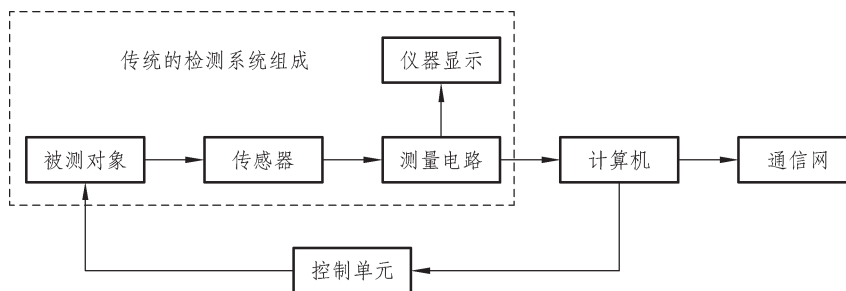 传统的检测系统组成
仪器显示
被测对象
传感器
测量电路
计算机
通信网
控制单元